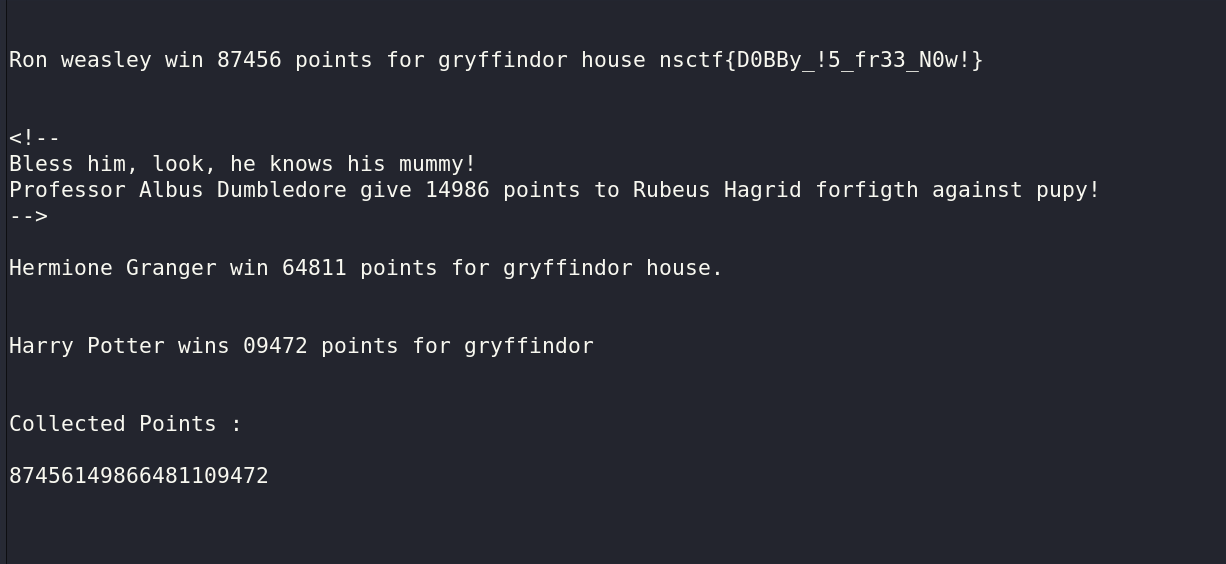 Ron weasley win 87456 points for gryffindor house nsctf{D0BBy_!5_fr33_N0w!}
<!--
Bless him, look, he knows his mummy!
Professor Albus Dumbledore give 14986 points to Rubeus Hagrid forfigth against pupy!
-->
Hermione Granger win 64811 points for gryffindor house.
Harry Potter wins 09472 points for gryffindor
Collected Points :
87456149866481109472